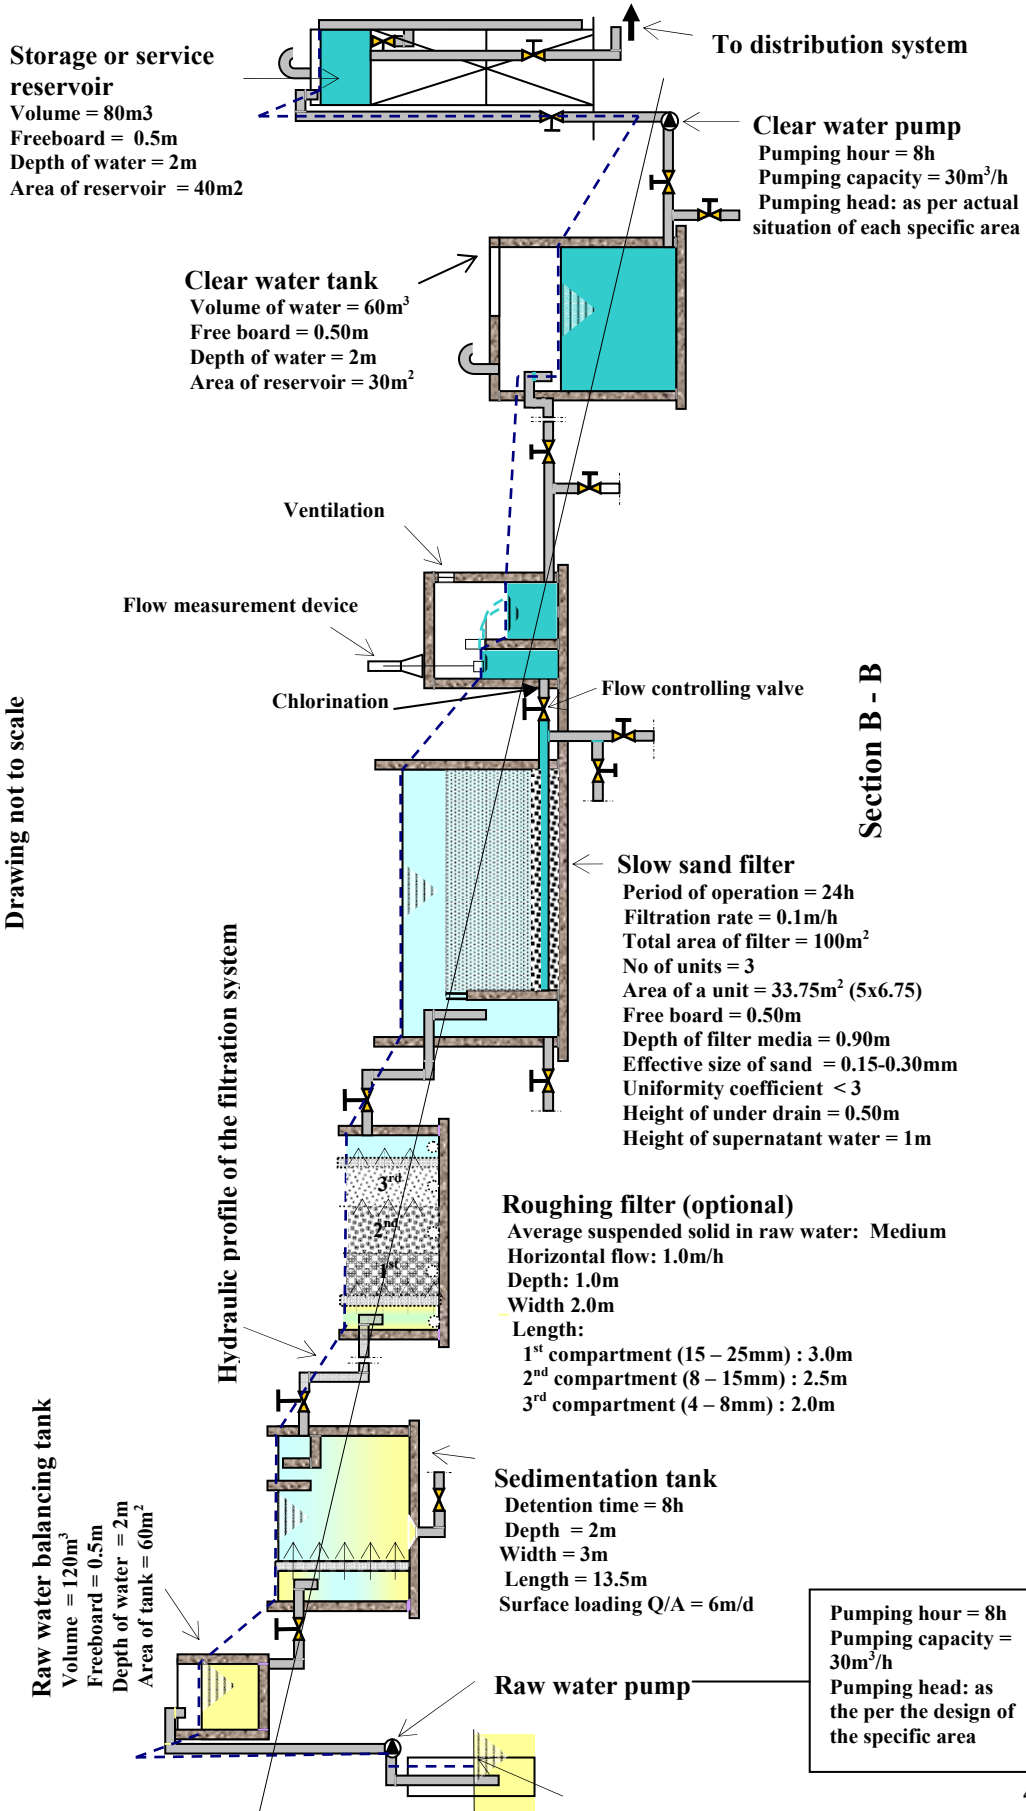 To distribution system
Storage or service
reservoir
Volume = 80m3
Freeboard = 0.5m
Depth of water = 2m
Area of reservoir = 40m2
Clear water pump
Pumping hour = 8h
Pumping capacity = 30m³/h
Pumping head: as per actual
situation of each specific area
Clear water tank
Volume of water = 60m³
Free board = 0.50m
Depth of water = 2m
Area of reservoir = 30m²
Ventilation
Flow measurement device
Chlorination
Flow controlling valve
Drawing not to scale
Section B - B
Slow sand filter
Period of operation = 24h
Filtration rate = 0.1m/h
Total area of filter = 100m²
No of units = 3
Area of a unit = 33.75m² (5x6.75)
Free board = 0.50m
Depth of filter media = 0.90m
Effective size of sand = 0.15-0.30mm
Uniformity coefficient < 3
Height of under drain = 0.50m
Height of supernatant water = 1m
Hydraulic profile of the filtration system
3rd
2nd
1st
Roughing filter (optional)
Average suspended solid in raw water: Medium
Horizontal flow: 1.0m/h
Depth: 1.0m
Width 2.0m
Length:
1st compartment (15 – 25mm) : 3.0m
2nd compartment (8 – 15mm) : 2.5m
3rd compartment (4 – 8mm) : 2.0m
Sedimentation tank
Detention time = 8h
Depth = 2m
Width = 3m
Length = 13.5m
Surface loading Q/A = 6m/d
Raw water balancing tank
Volume = 120m³
Freeboard = 0.5m
Depth of water = 2m
Area of tank = 60m²
Raw water pump
Pumping hour = 8h
Pumping capacity =
30m³/h
Pumping head: as
the per the design of
the specific area